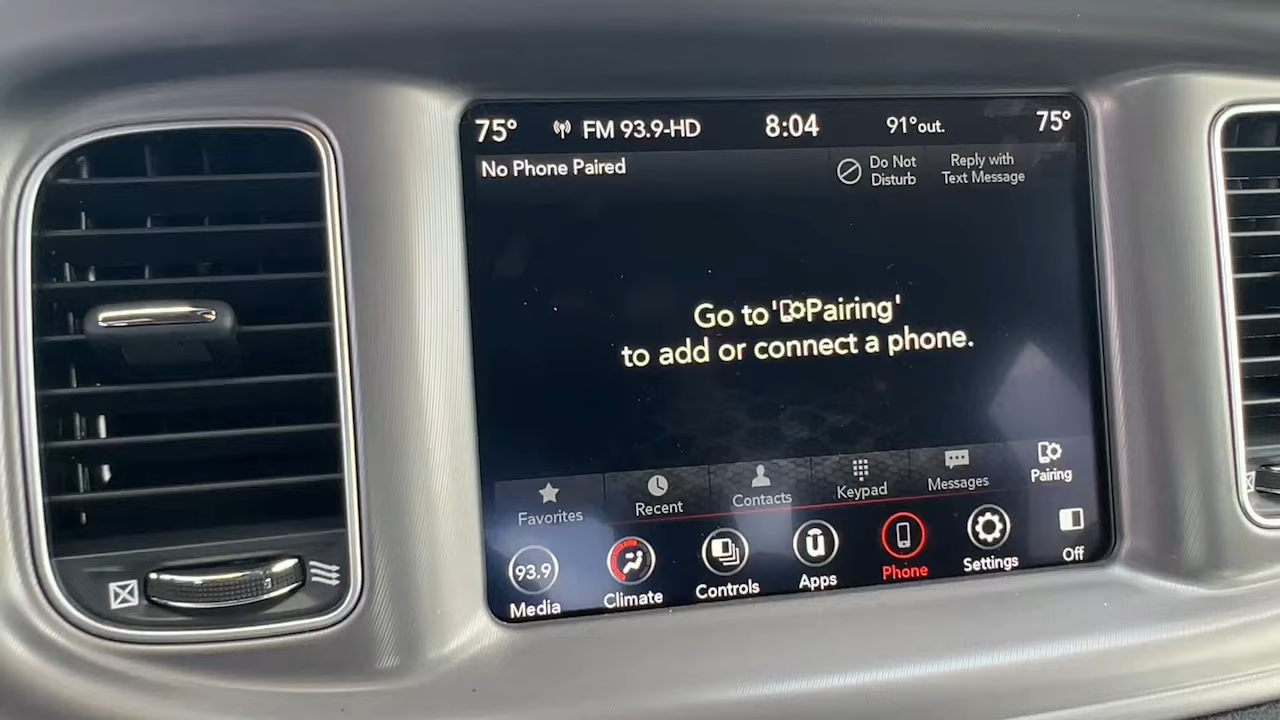 75° FM 93.9-HD 8:04 91°out. 75°
No Phone Paired
Do Not
Disturb
Reply with
Text Message
Go to 'Pairing'
to add or connect a phone.
Favorites Recent Contacts Keypad Messages Pairing
93.9
Media Climate Controls Apps Phone Settings Off